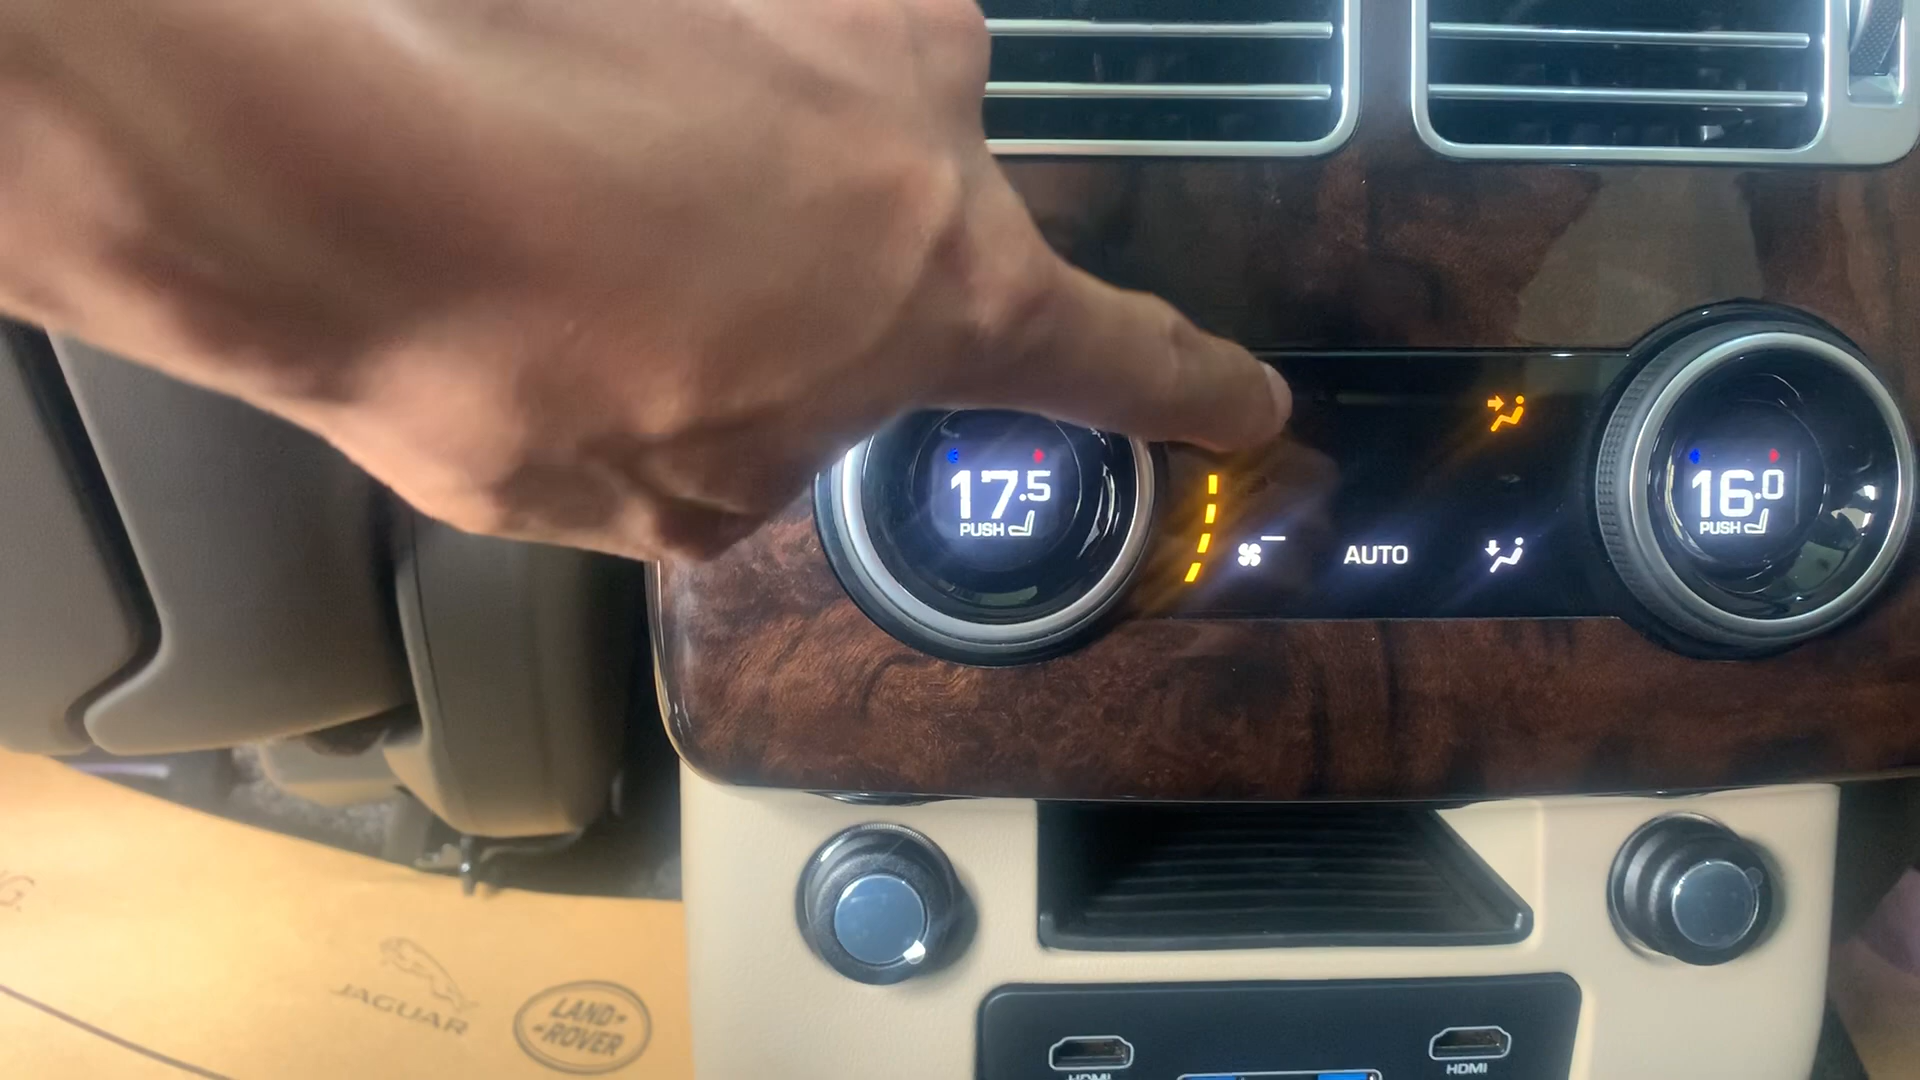 17.5
PUSH
16.0
PUSH
AUTO
G.
JAGUAR
LAND
ROVER
HDMI
HDMI